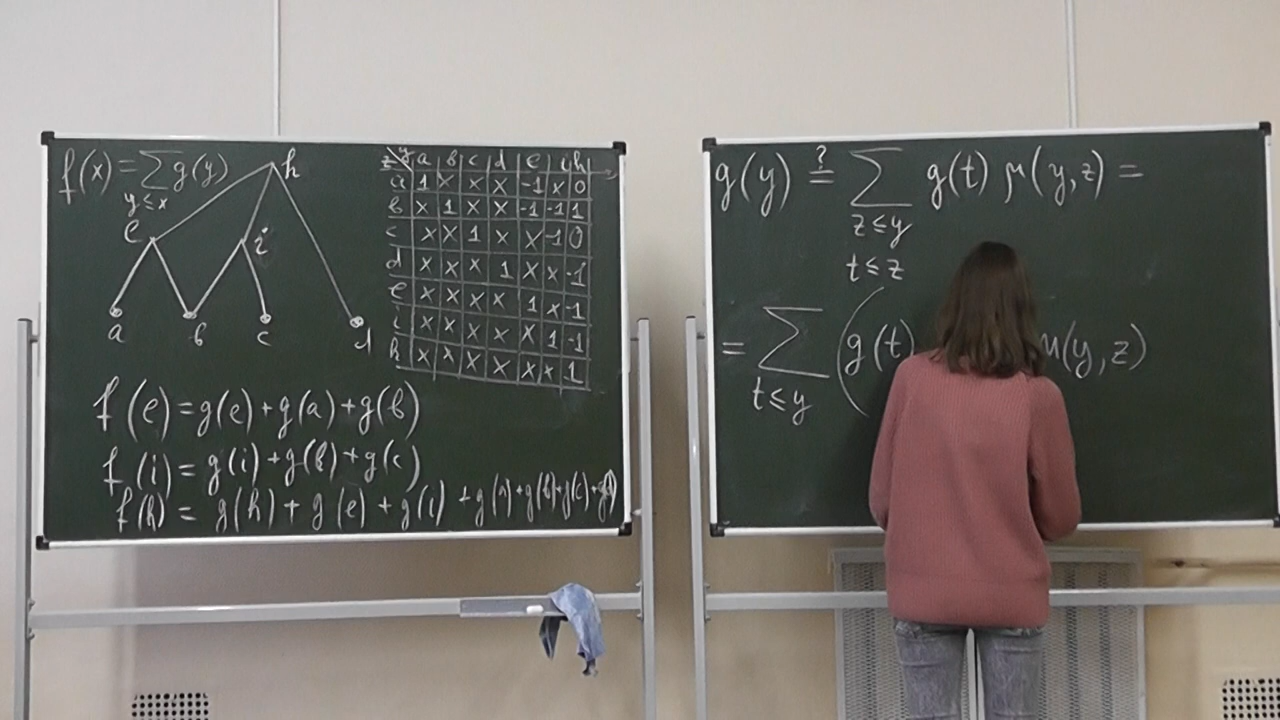 f(x) = ∑ g(y)
y ≤ x
h
e
i
a
b
c
d
z\y a b c d e i h
a 1 x x x -1 x 0
b x 1 x x -1 -1 1
c x x 1 x x -1 0
d x x x 1 x x -1
e x x x x 1 x -1
i x x x x x 1 -1
h x x x x x x 1
f(e) = g(e) + g(a) + g(b)
f(i) = g(i) + g(b) + g(c)
f(h) = g(h) + g(e) + g(i) + g(a) + g(b) + g(c) + g(d)
g(y) ?= ∑ g(t) μ(y,z) =
z ≤ y
t ≤ z
= ∑ (g(t) μ(y,z)
t ≤ y